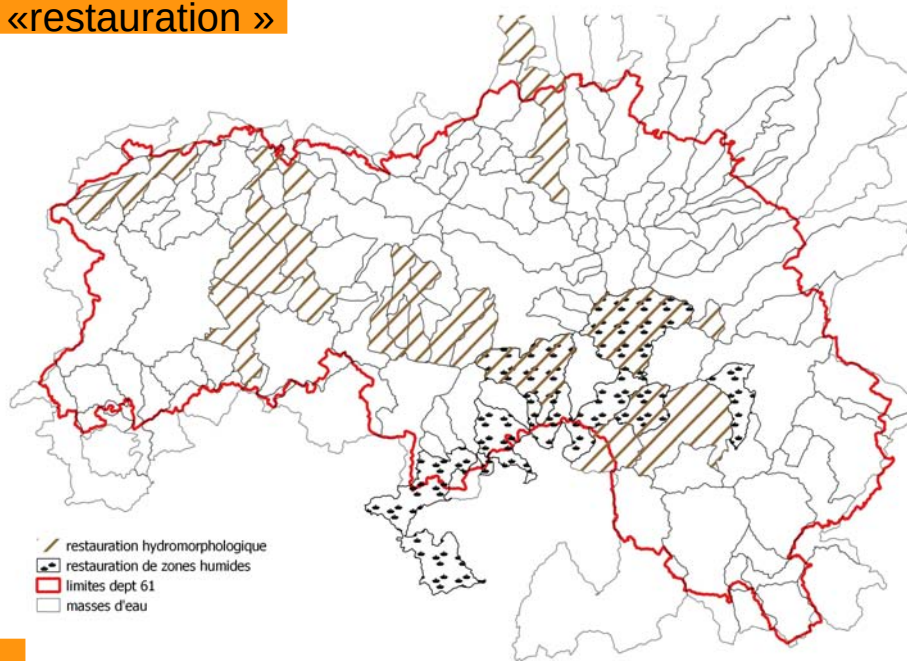 «restauration »
restauration hydromorphologique
restauration de zones humides
limites dept 61
masses d'eau